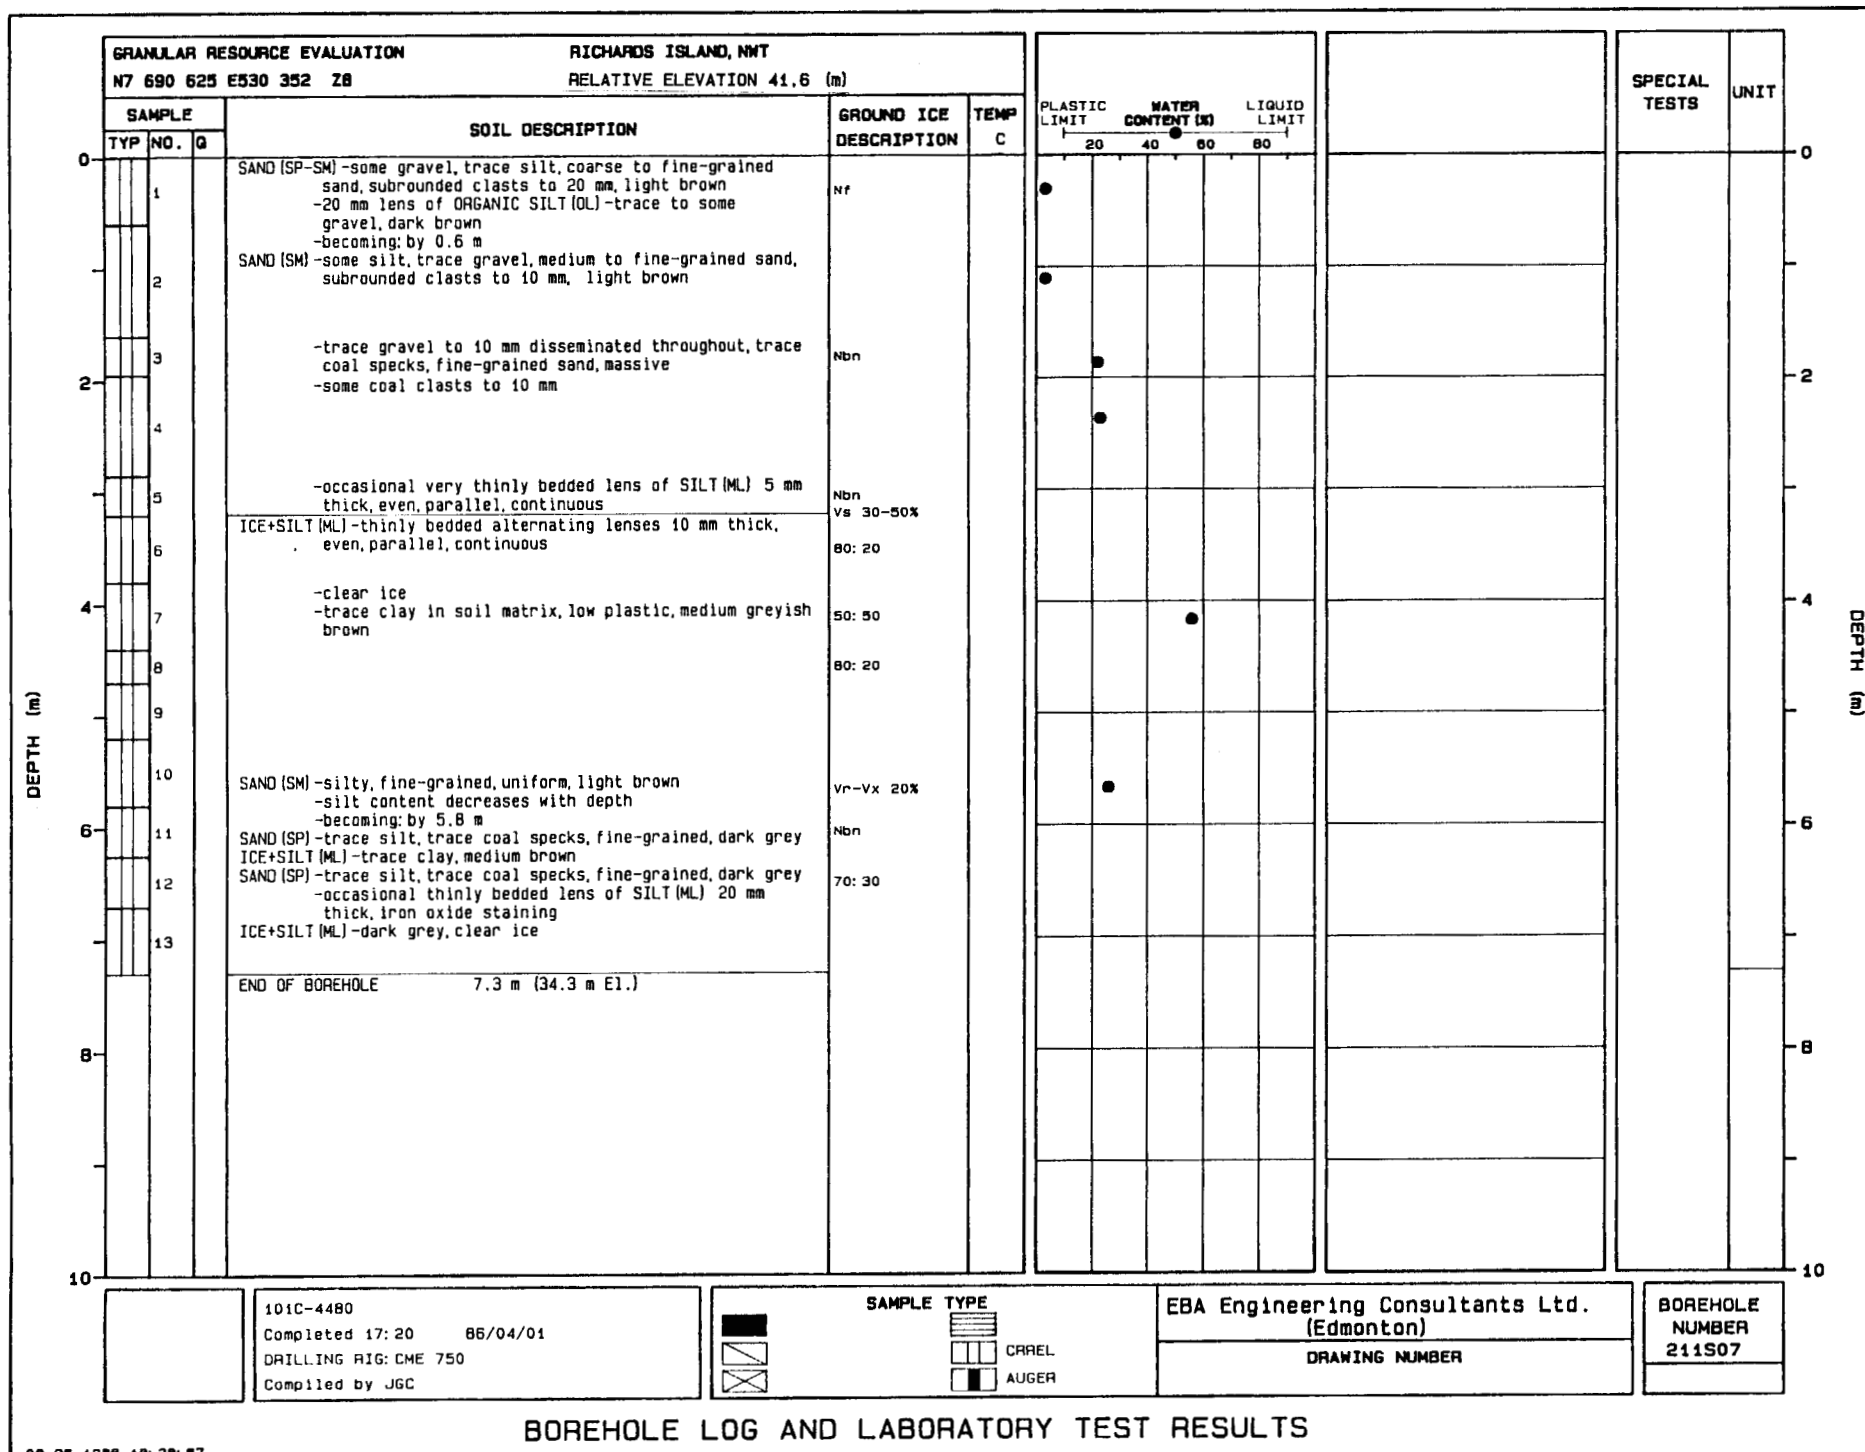 GRANULAR RESOURCE EVALUATION RICHARDS ISLAND, NWT
N7 690 625 E530 352 Z8 RELATIVE ELEVATION 41.6 (m)
SAMPLE
TYP NO. Q
SOIL DESCRIPTION
GROUND ICE DESCRIPTION
TEMP C
PLASTIC LIMIT
WATER CONTENT (%)
LIQUID LIMIT
20 40 60 80
SPECIAL TESTS
UNIT
0
SAND (SP-SM) -some gravel, trace silt, coarse to fine-grained
sand, subrounded clasts to 20 mm, light brown
1 Nf
-20 mm lens of ORGANIC SILT (OL) -trace to some
gravel, dark brown
-becoming: by 0.6 m
SAND (SM) -some silt, trace gravel, medium to fine-grained sand,
subrounded clasts to 10 mm, light brown
2
-trace gravel to 10 mm disseminated throughout, trace
coal specks, fine-grained sand, massive
3 Nbn
-some coal clasts to 10 mm
2
4
-occasional very thinly bedded lens of SILT (ML) 5 mm
thick, even, parallel, continuous
5 Nbn
Vs 30-50%
ICE+SILT (ML) -thinly bedded alternating lenses 10 mm thick,
even, parallel, continuous
6 80: 20
-clear ice
-trace clay in soil matrix, low plastic, medium greyish
brown
4
7 50: 50
8 80: 20
9
10
SAND (SM) -silty, fine-grained, uniform, light brown
Vr-Vx 20%
-silt content decreases with depth
-becoming: by 5.8 m
6
11 Nbn
SAND (SP) -trace silt, trace coal specks, fine-grained, dark grey
ICE+SILT (ML) -trace clay, medium brown
SAND (SP) -trace silt, trace coal specks, fine-grained, dark grey
12 70: 30
-occasional thinly bedded lens of SILT (ML) 20 mm
thick, iron oxide staining
ICE+SILT (ML) -dark grey, clear ice
13
END OF BOREHOLE 7.3 m (34.3 m El.)
8
10
DEPTH (m)
0
2
4
6
8
10
DEPTH (m)
101C-4480
Completed 17: 20 86/04/01
DRILLING RIG: CME 750
Compiled by JGC
SAMPLE TYPE
CRREL
AUGER
EBA Engineering Consultants Ltd.
(Edmonton)
DRAWING NUMBER
BOREHOLE
NUMBER
211S07
BOREHOLE LOG AND LABORATORY TEST RESULTS